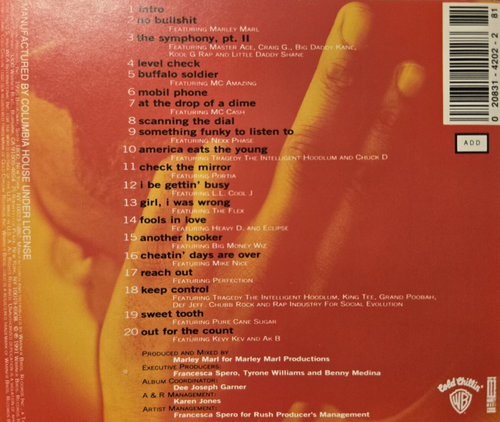 1 intro
2 no bullshit
Featuring Marley Marl
3 the symphony, pt. II
Featuring Master Ace, Craig G., Big Daddy Kane,
Kool G Rap and Little Daddy Shane
4 level check
5 buffalo soldier
Featuring MC Amazing
6 mobil phone
7 at the drop of a dime
Featuring MC Cash
8 scanning the dial
9 something funky to listen to
Featuring Nexx Phase
10 america eats the young
Featuring Tragedy The Intelligent Hoodlum and Chuck D
11 check the mirror
Featuring Portia
12 i be gettin' busy
Featuring L.L. Cool J
13 girl, i was wrong
Featuring The Flex
14 fools in love
Featuring Heavy D. and Eclipse
15 another hooker
Featuring Big Money Wiz
16 cheatin' days are over
Featuring Mike Nice
17 reach out
Featuring Perfection
18 keep control
Featuring Tragedy The Intelligent Hoodlum, King Tee, Grand Poobah,
Def Jeff, Chubb Rock and Rap Industry For Social Evolution
19 sweet tooth
Featuring Pure Cane Sugar
20 out for the count
Featuring Kevy Kev and Ak B
Produced and Mixed by
Marley Marl for Marley Marl Productions
Executive Producers:
Francesca Spero, Tyrone Williams and Benny Medina
Album Coordinator:
Dee Joseph Garner
A & R Management:
Karen Jones
Artist Management:
Francesca Spero for Rush Producer's Management
MANUFACTURED BY COLUMBIA HOUSE UNDER LICENSE
0 20831-4202-2 81
ADD
Cold Chillin'
WB